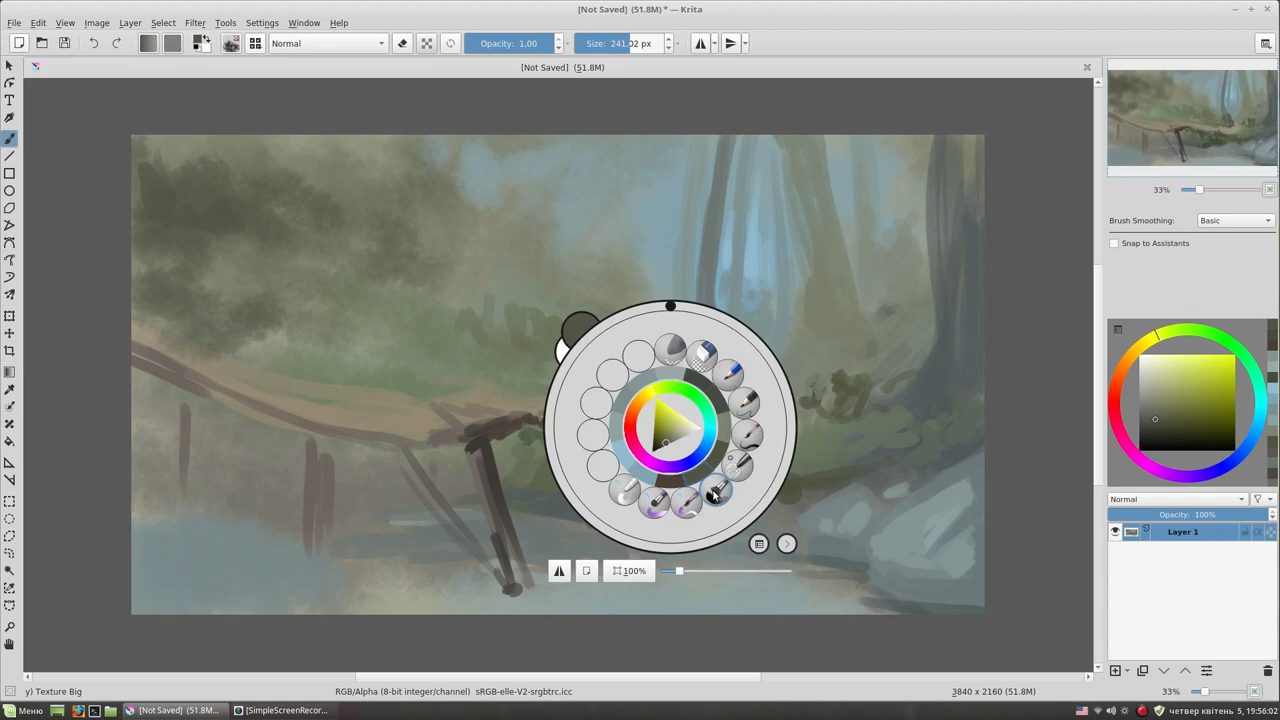 [Not Saved] (51.8M) * — Krita
File Edit View Image Layer Select Filter Tools Settings Window Help
Normal Opacity: 1,00 Size: 241,02 px
[Not Saved] (51.8M)
33%
Brush Smoothing: Basic
Snap to Assistants
Normal
Opacity: 100%
Layer 1
100%
y) Texture Big RGB/Alpha (8-bit integer/channel) sRGB-elle-V2-srgbtrc.icc 3840 x 2160 (51.8M) 33%
Меню [Not Saved] (51.8M... [SimpleScreenRecor... четвер квітень 5, 19:56:02